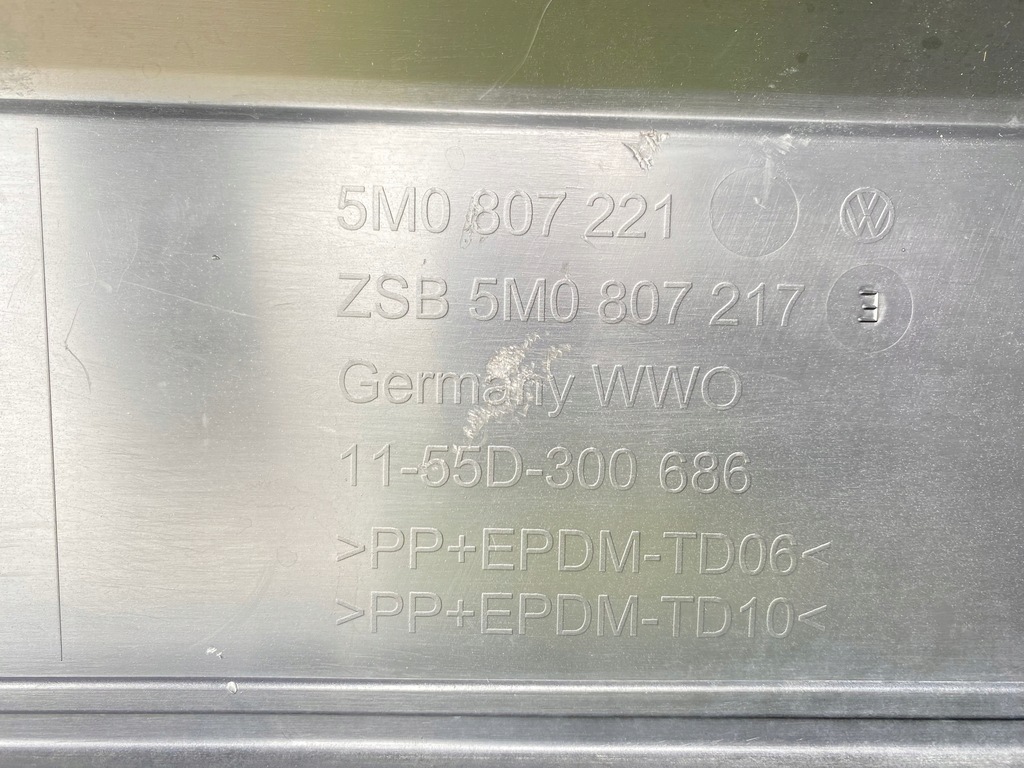 5M0 807 221
ZSB 5M0 807 217 E
Germany WWO
11-55D-300 686
>PP+EPDM-TD06<
>PP+EPDM-TD10<